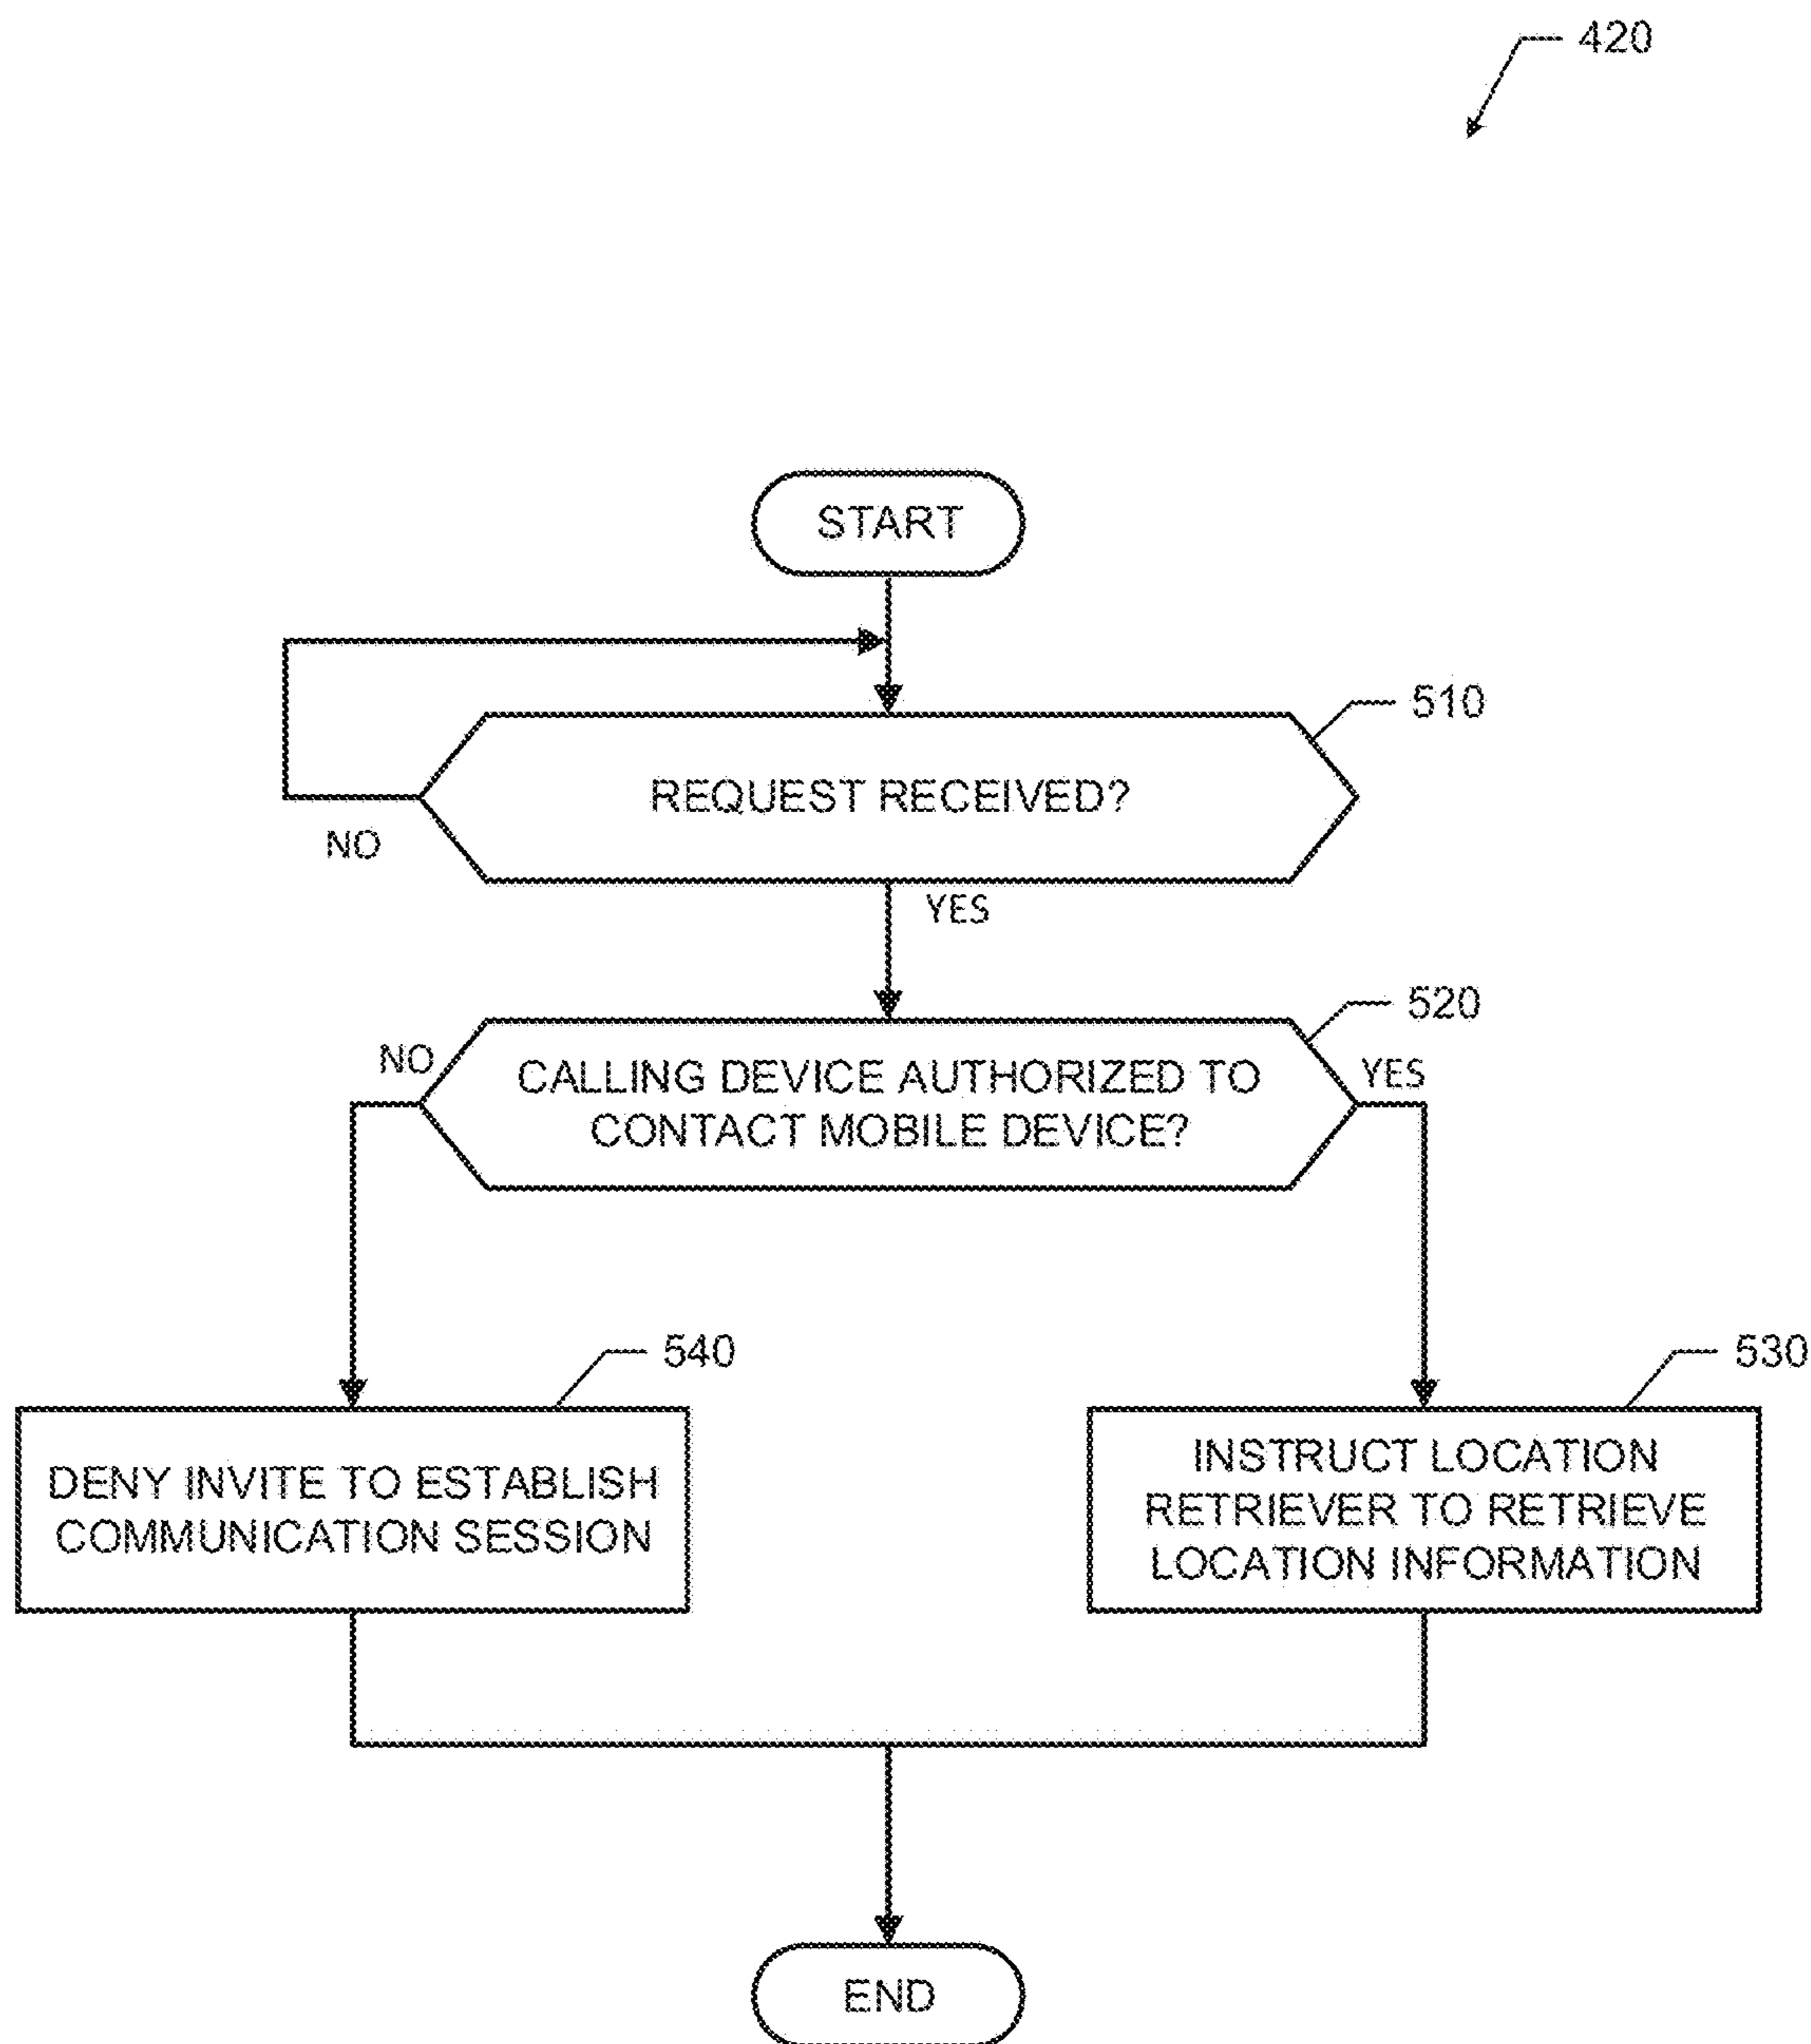 420
START
510
REQUEST RECEIVED?
NO
YES
520
NO
CALLING DEVICE AUTHORIZED TO
YES
CONTACT MOBILE DEVICE?
540
530
DENY INVITE TO ESTABLISH
COMMUNICATION SESSION
INSTRUCT LOCATION
RETRIEVER TO RETRIEVE
LOCATION INFORMATION
END